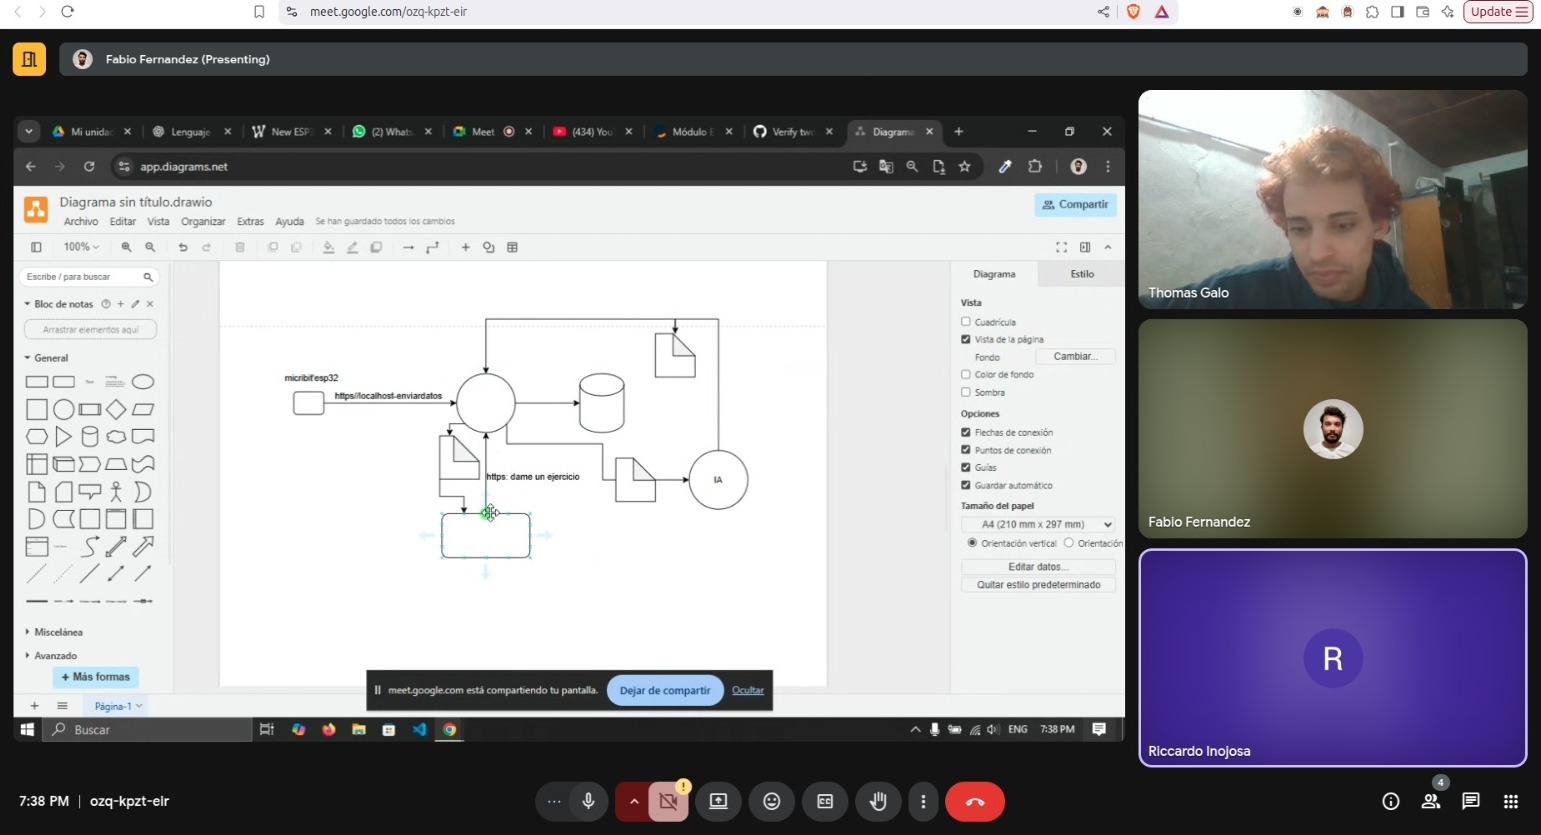 meet.google.com/ozq-kpzt-eir
Update
Fabio Fernandez (Presenting)
Mi unida
Lenguaje
New ESP
(2) Whats
Meet
(434) You
Módulo E
Verify two
Diagrama
app.diagrams.net
Diagrama sin título.drawio
Archivo Editar Vista Organizar Extras Ayuda Se han guardado todos los cambios
Compartir
100%
Escribe / para buscar
Bloc de notas
Arrastrar elementos aquí
General
Text
Miscelánea
Avanzado
+ Más formas
Página-1
micribit'esp32
https//localhost-enviardatos
https: dame un ejercicio
IA
Diagrama
Estilo
Vista
Cuadrícula
Vista de la página
Fondo
Cambiar...
Color de fondo
Sombra
Opciones
Flechas de conexión
Puntos de conexión
Guías
Guardar automático
Tamaño del papel
A4 (210 mm x 297 mm)
Orientación vertical
Orientación
Editar datos...
Quitar estilo predeterminado
meet.google.com está compartiendo tu pantalla.
Dejar de compartir
Ocultar
Buscar
ENG
7:38 PM
Thomas Galo
Fabio Fernandez
R
Riccardo Inojosa
7:38 PM | ozq-kpzt-eir
4